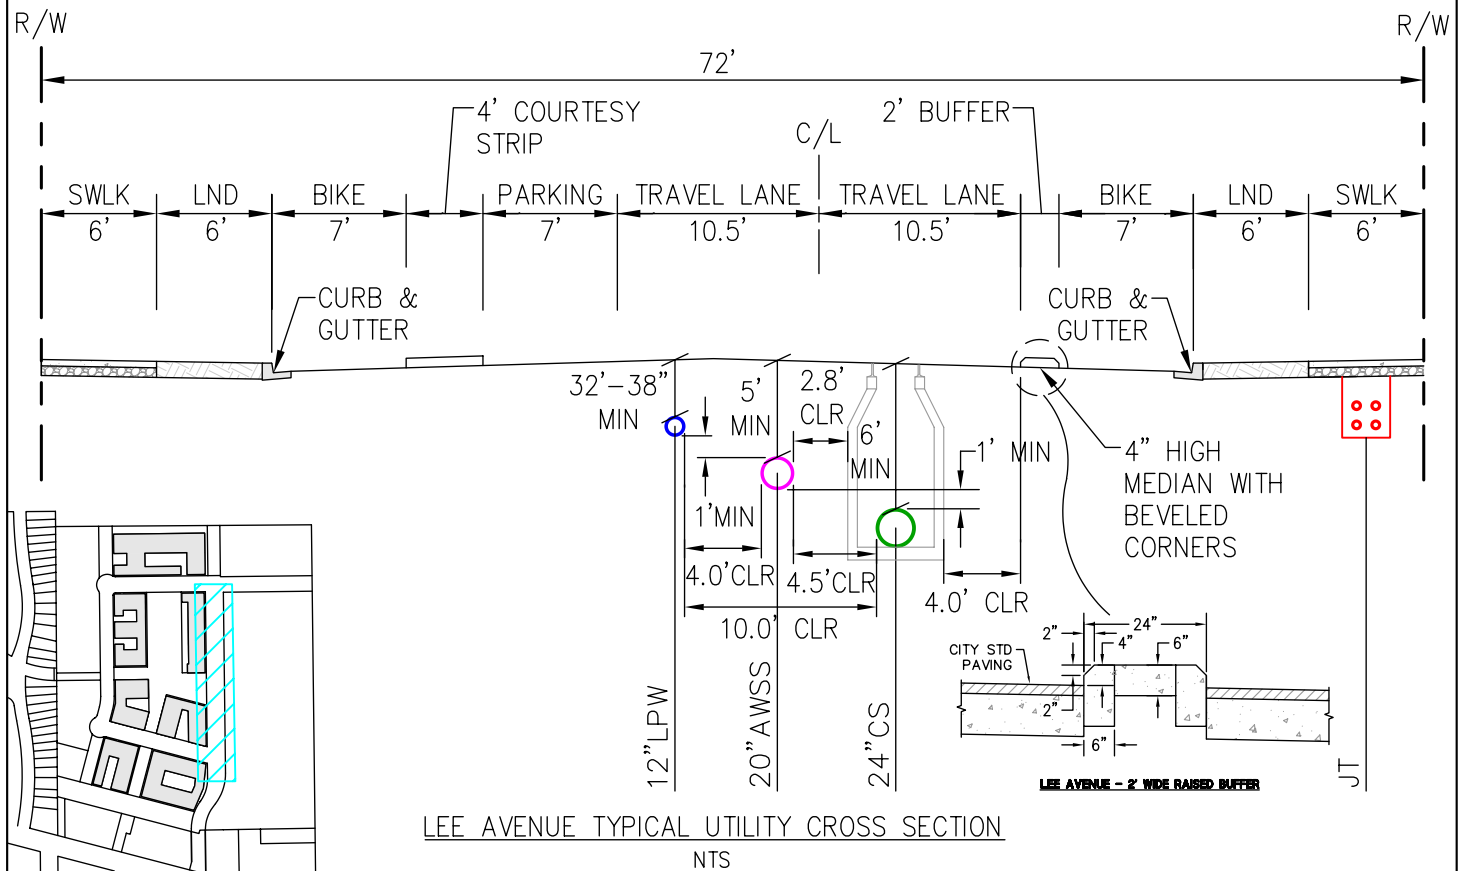 R/W
R/W
72'
4' COURTESY
STRIP
C/L
2' BUFFER
SWLK
LND
BIKE
PARKING
TRAVEL LANE
TRAVEL LANE
BIKE
LND
SWLK
6'
6'
7'
7'
10.5'
10.5'
7'
6'
6'
CURB &
GUTTER
CURB &
GUTTER
32'-38"
MIN
5'
MIN
2.8'
CLR
6'
MIN
1' MIN
4" HIGH
MEDIAN WITH
BEVELED
CORNERS
1'MIN
4.0'CLR
4.5'CLR
4.0' CLR
10.0' CLR
12"LPW
20"AWSS
24"CS
JT
CITY STD
PAVING
2"
24"
4"
6"
2"
6"
LEE AVENUE - 2' WIDE RAISED BUFFER
LEE AVENUE TYPICAL UTILITY CROSS SECTION
NTS